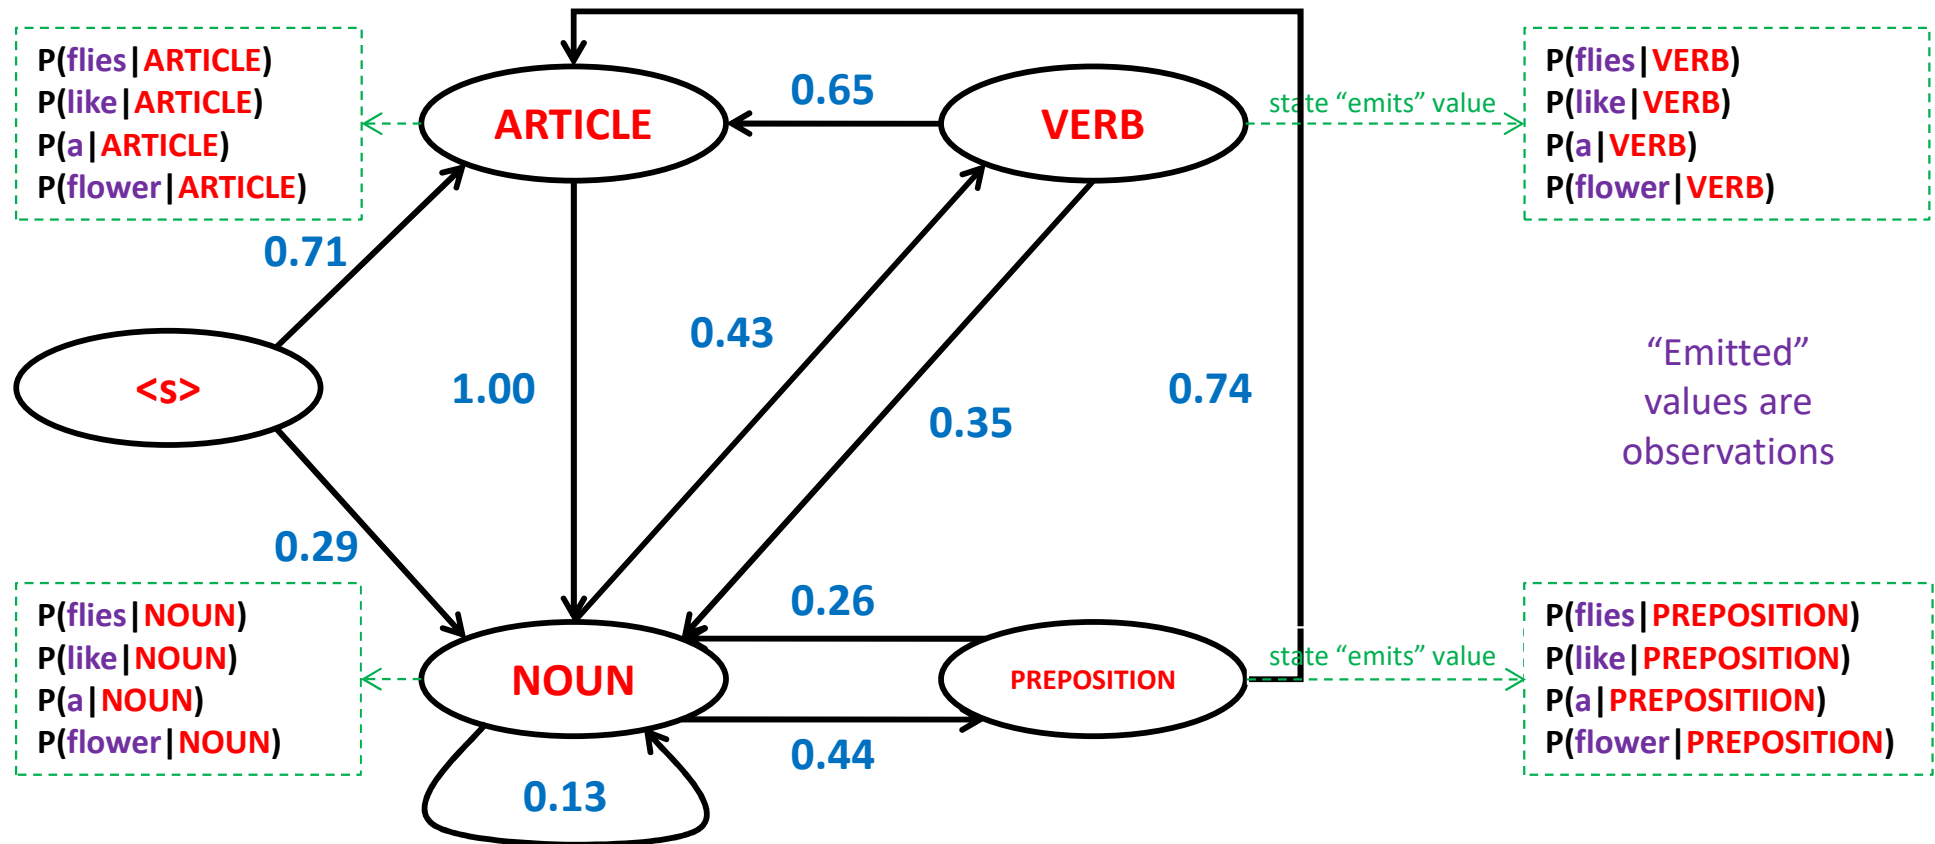 P(flies|ARTICLE)
P(like|ARTICLE)
P(a|ARTICLE)
P(flower|ARTICLE)
ARTICLE
0.65
VERB
state “emits” value
P(flies|VERB)
P(like|VERB)
P(a|VERB)
P(flower|VERB)
0.71
<s>
1.00
0.43
0.35
0.74
“Emitted”
values are
observations
0.29
P(flies|NOUN)
P(like|NOUN)
P(a|NOUN)
P(flower|NOUN)
NOUN
0.26
0.44
0.13
PREPOSITION
state “emits” value
P(flies|PREPOSITION)
P(like|PREPOSITION)
P(a|PREPOSITIION)
P(flower|PREPOSITION)